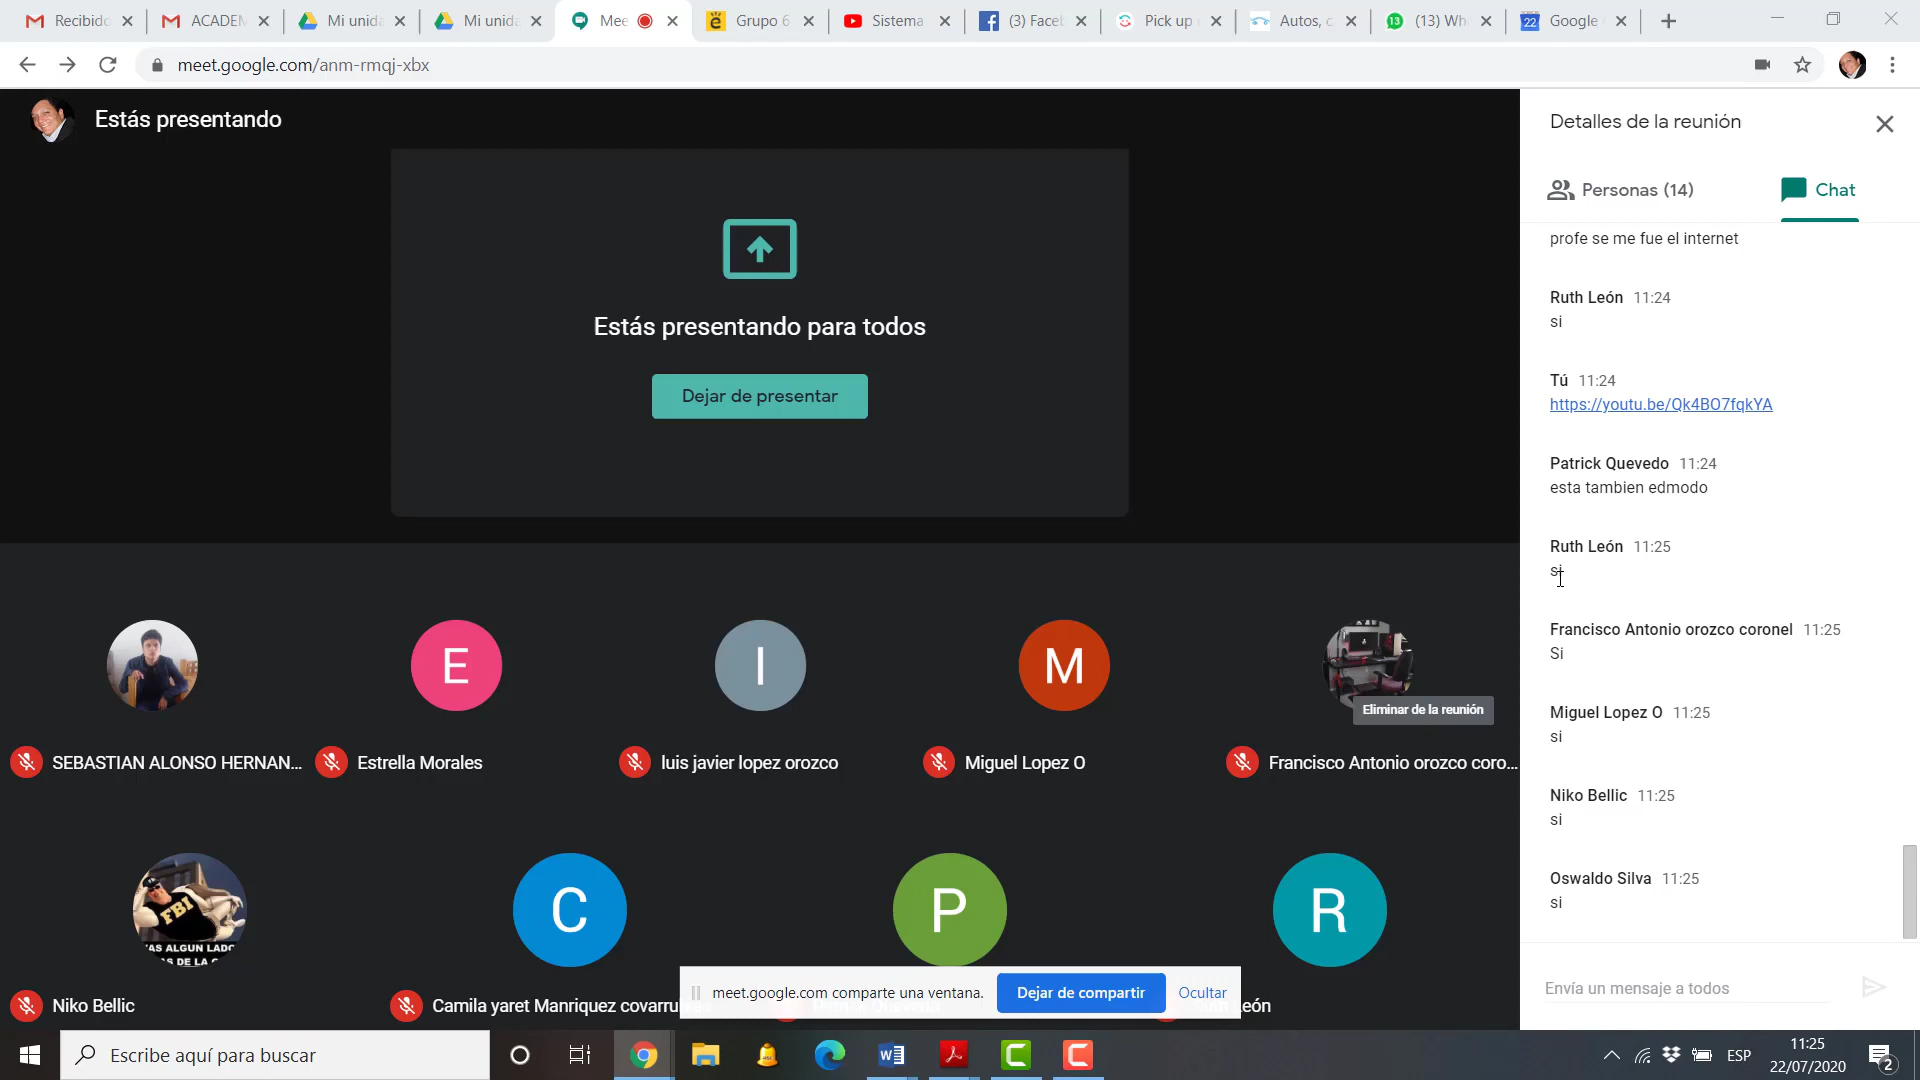 Recibido
ACADEM
Mi unida
Mi unida
Mee
Grupo 6
Sistema
(3) Faceb
Pick up
Autos, c
(13) Wh
Google
meet.google.com/anm-rmqj-xbx
Estás presentando
Estás presentando para todos
Dejar de presentar
Detalles de la reunión
Personas (14)
Chat
profe se me fue el internet
Ruth León 11:24
si
Tú 11:24
https://youtu.be/Qk4BO7fqkYA
Patrick Quevedo 11:24
esta tambien edmodo
Ruth León 11:25
si
Francisco Antonio orozco coronel 11:25
Si
Miguel Lopez O 11:25
si
Niko Bellic 11:25
si
Oswaldo Silva 11:25
si
Envía un mensaje a todos
E
I
M
Eliminar de la reunión
SEBASTIAN ALONSO HERNAN...
Estrella Morales
luis javier lopez orozco
Miguel Lopez O
Francisco Antonio orozco coro...
FBI
C
P
R
Niko Bellic
Camila yaret Manriquez covarru
eón
meet.google.com comparte una ventana.
Dejar de compartir
Ocultar
Escribe aquí para buscar
ESP
11:25
22/07/2020
2